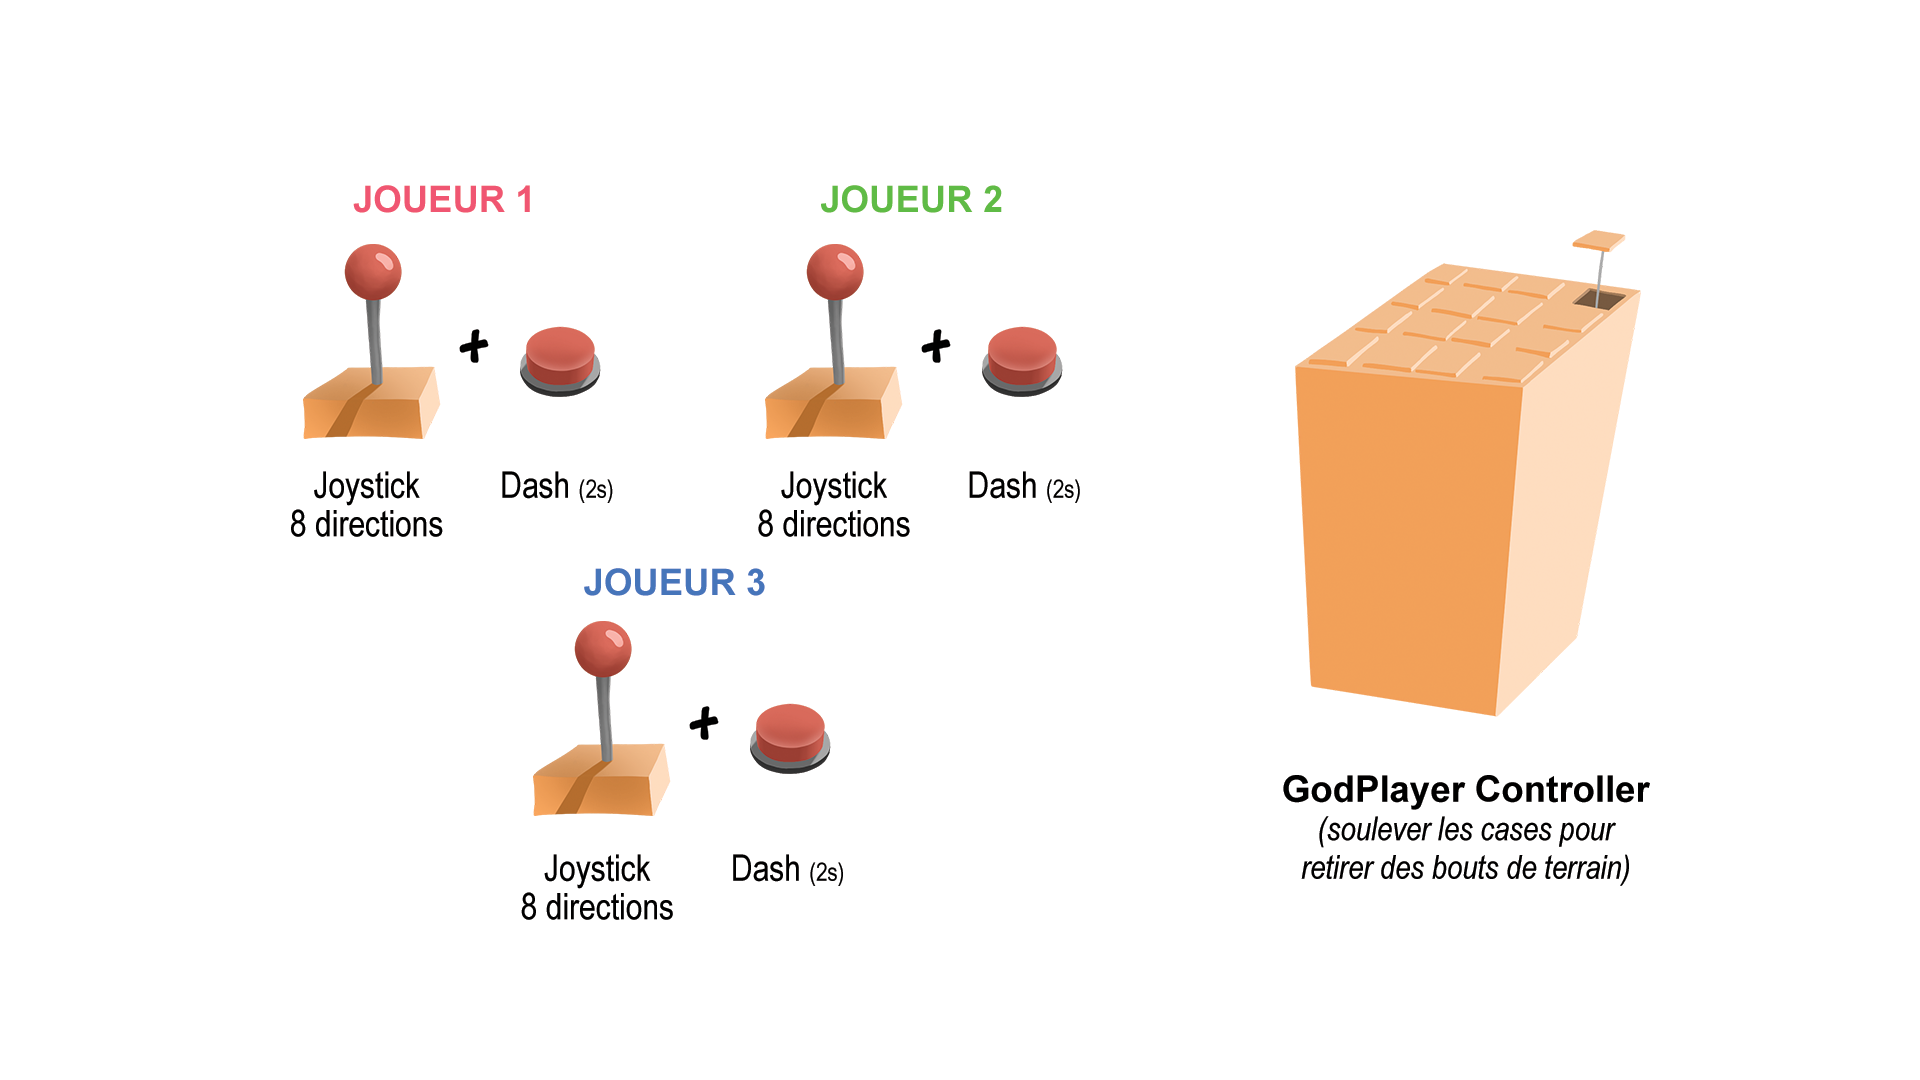 JOUEUR 1
Joystick
8 directions
Dash (2s)
JOUEUR 2
Joystick
8 directions
Dash (2s)
JOUEUR 3
Joystick
8 directions
Dash (2s)
GodPlayer Controller
(soulever les cases pour
retirer des bouts de terrain)